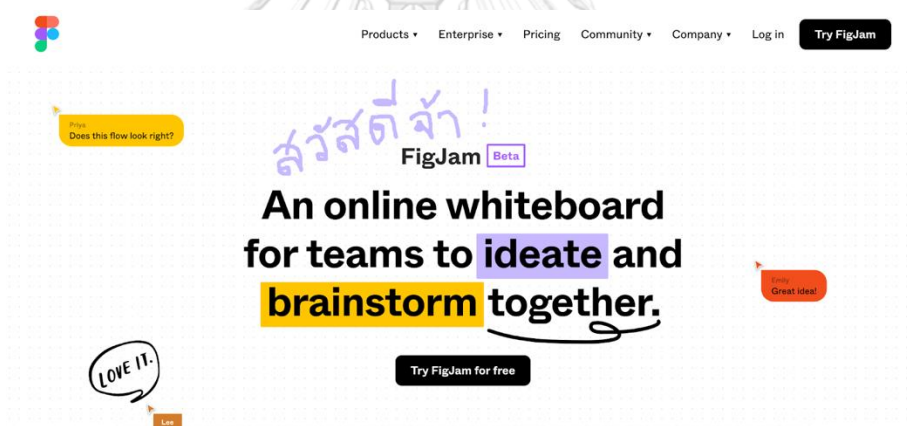 Products ▾ Enterprise ▾ Pricing Community ▾ Company ▾ Log in Try FigJam
สวัสดีจ้า!
Priya
Does this flow look right?
FigJam Beta
An online whiteboard
for teams to ideate and
brainstorm together.
Emily
Great idea!
LOVE IT.
Try FigJam for free
Lee